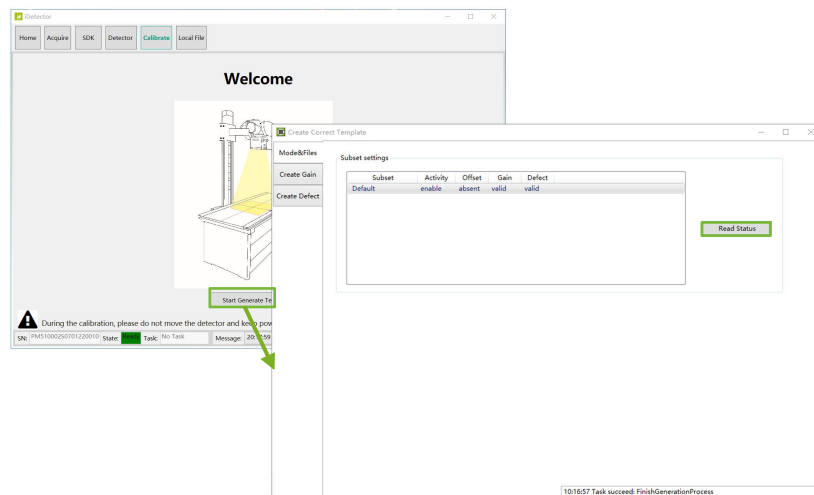 iDetector
Home Acquire SDK Detector Calibrate Local File
Welcome
Start Generate Te
During the calibration, please do not move the detector and keep pow
SN: PM510002S0701220010 State: Ready Task: No Task Message:
Create Correct Template
Mode&Files
Create Gain
Create Defect
Subset settings
Subset Activity Offset Gain Defect
Default enable absent valid valid
Read Status
10:16:57 Task succeed: FinishGenerationProcess